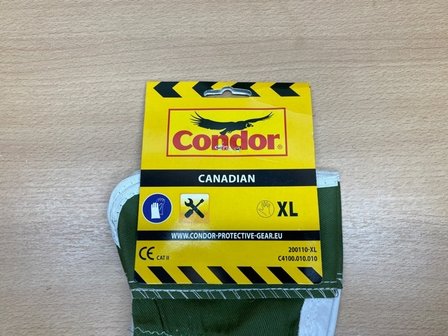 Condor
CANADIAN
XL
WWW.CONDOR-PROTECTIVE-GEAR.EU
CE CAT II
200110-XL
C4100.010.010